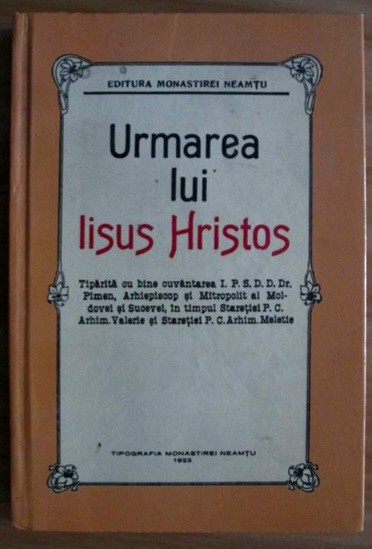 EDITURA MONASTIREI NEAMȚU
Urmarea
lui
Iisus Hristos
Tipărită cu bine cuvântarea I. P. S. D. D. Dr.
Pimen, Arhiepiscop și Mitropolit al Mol-
dovei și Sucevei, în timpul Stareției P. C.
Arhim. Valerie și Stareției P. C. Arhim. Meletie
TIPOGRAFIA MONASTIREI NEAMȚU
1933